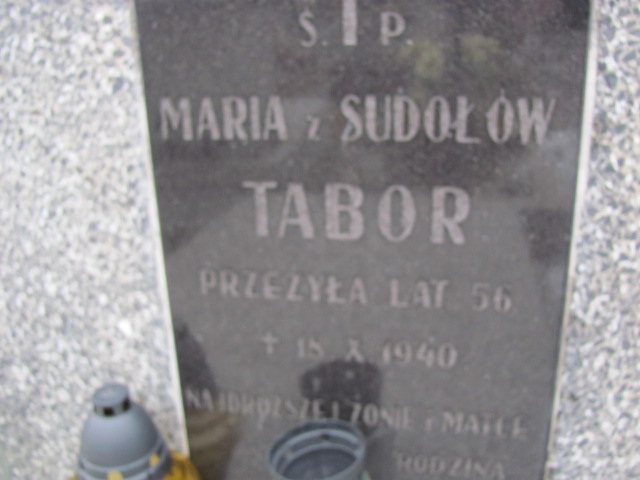 Ś. P.
MARIA z SUDOŁÓW
TABOR
PRZEŻYŁA LAT 56
† 18 X 1940
NAJDROŻSZEJ ŻONIE I MATCE
RODZINA